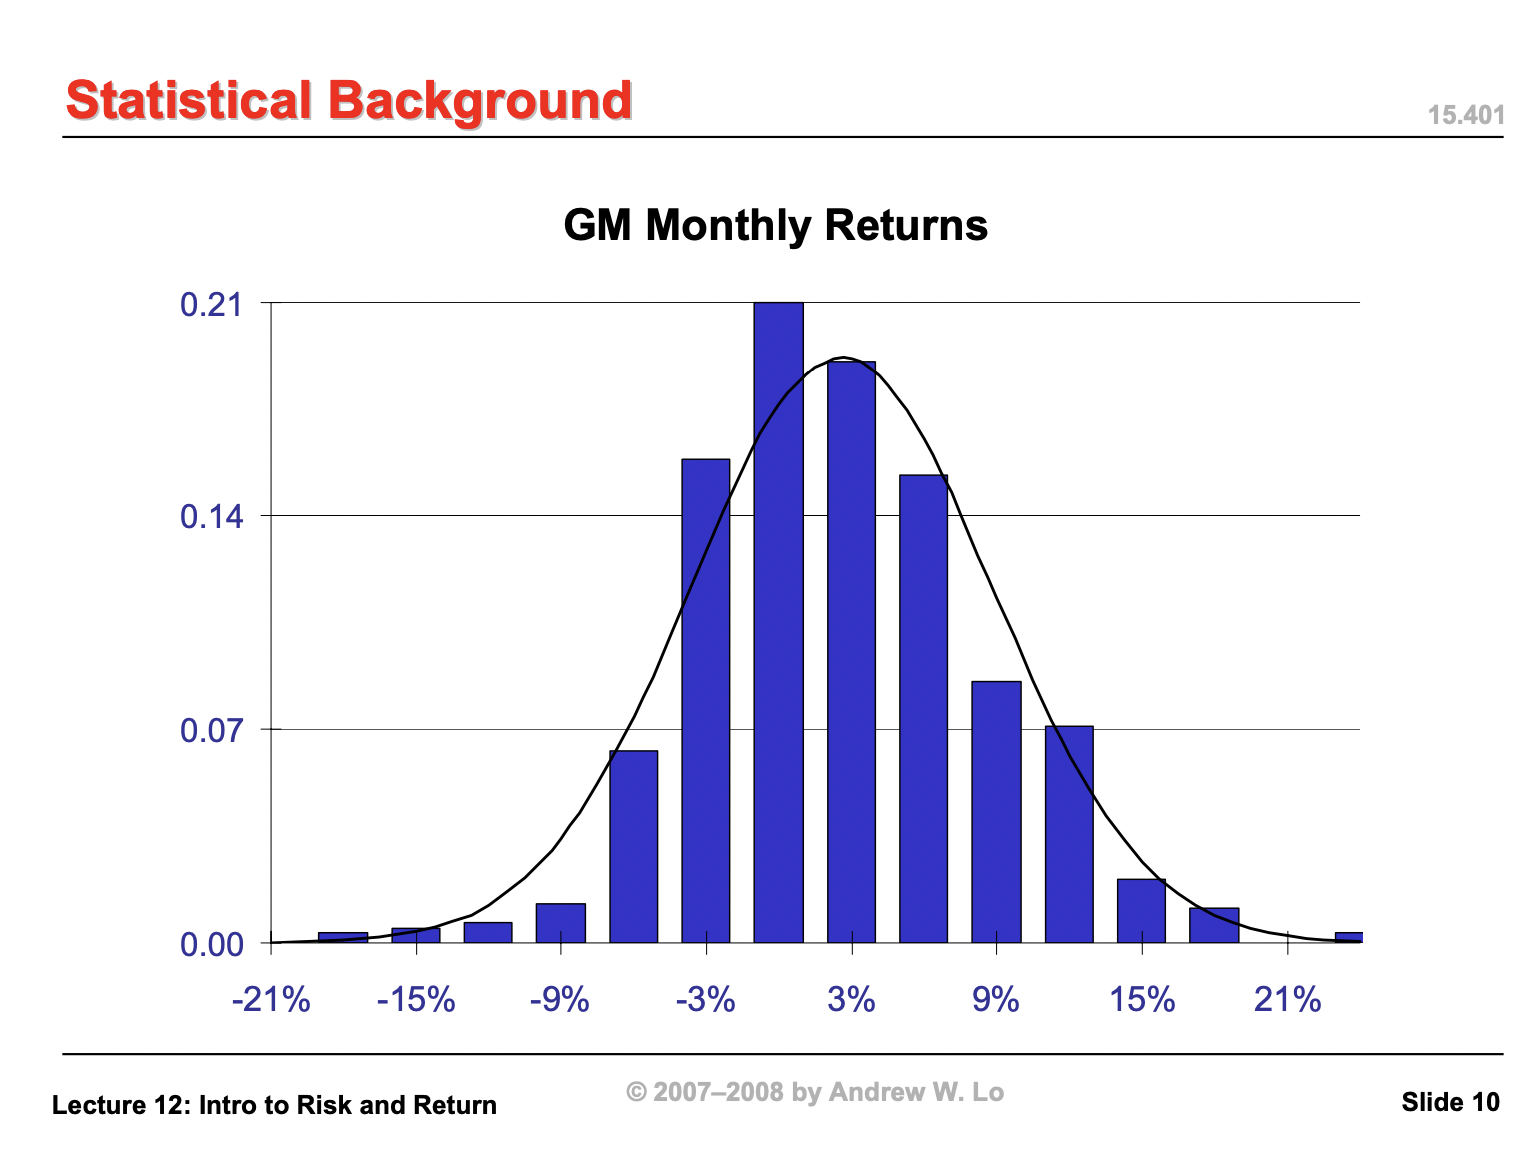 Statistical Background
15.401
GM Monthly Returns
0.21
0.14
0.07
0.00
-21% -15% -9% -3% 3% 9% 15% 21%
Lecture 12: Intro to Risk and Return
© 2007–2008 by Andrew W. Lo
Slide 10